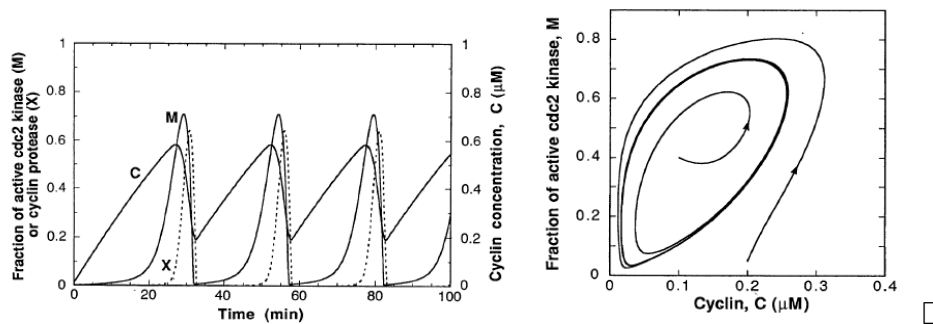 Fraction of active cdc2 kinase (M)
or cyclin protease (X)
1
0.8
0.6
0.4
0.2
0
M
C
X
0 20 40 60 80 100
Time (min)
1
0.8
0.6
0.4
0.2
0
Cyclin concentration, C (μM)
Fraction of active cdc2 kinase, M
0.8
0.6
0.4
0.2
0
0 0.1 0.2 0.3 0.4
Cyclin, C (μM)